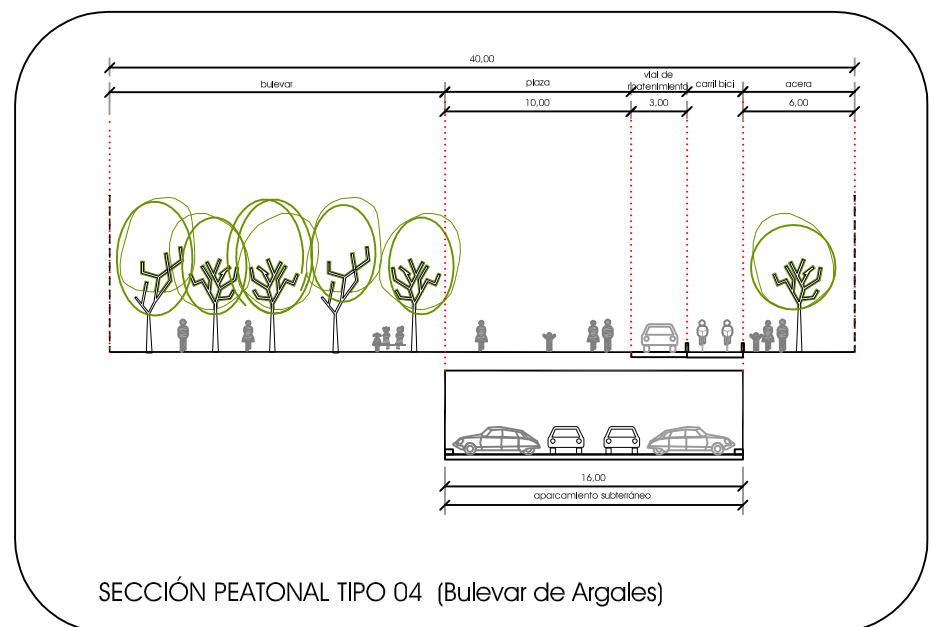 40,00
bulevar
plaza
vial de
matenimiento
carril bici
acera
10,00
3,00
6,00
16,00
aparcamiento subterráneo
SECCIÓN PEATONAL TIPO 04 (Bulevar de Argales)